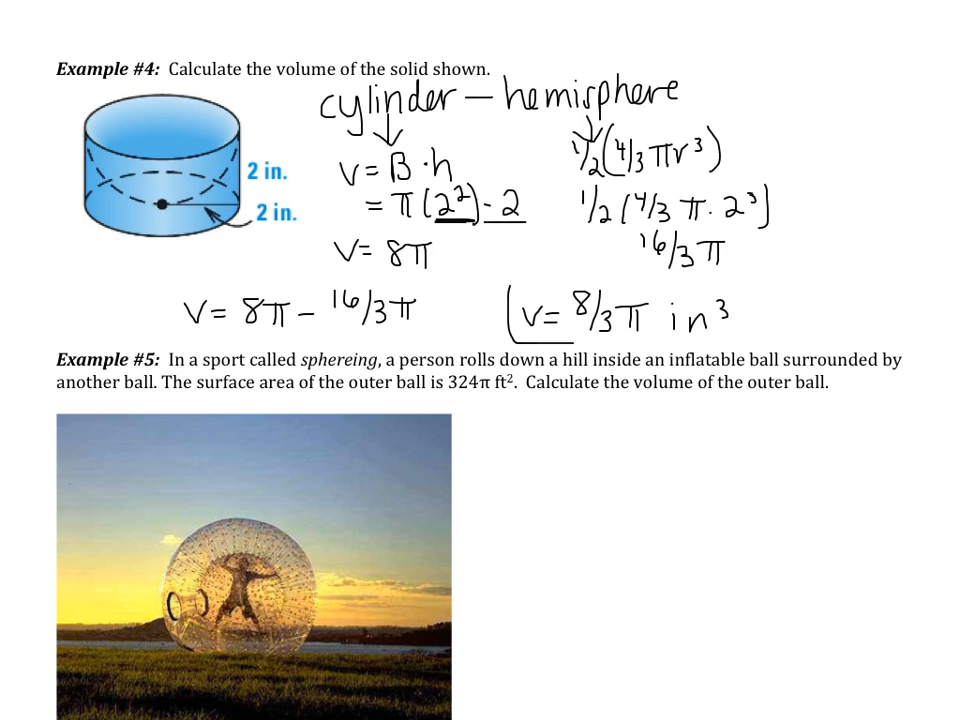 Example #4: Calculate the volume of the solid shown.
cylinder – hemisphere
V = B · h
1/2 (4/3 πr³)
2 in.
= π (2²) · 2
1/2 (4/3 π · 2³)
2 in.
V = 8π
16/3 π
V = 8π – 16/3 π
V = 8/3 π in³
Example #5: In a sport called sphereing, a person rolls down a hill inside an inflatable ball surrounded by
another ball. The surface area of the outer ball is 324π ft². Calculate the volume of the outer ball.